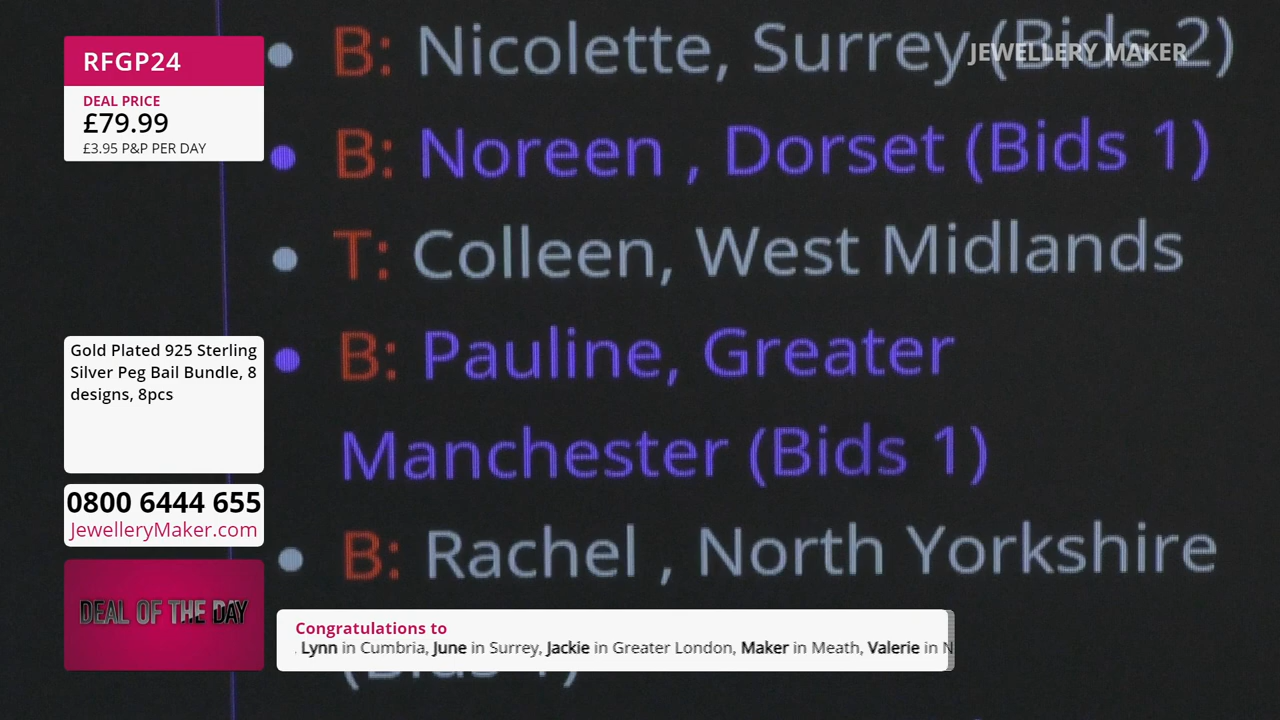 RFGP24
DEAL PRICE
£79.99
£3.95 P&P PER DAY
JEWELLERY MAKER
B: Nicolette, Surrey (Bids 2)
B: Noreen , Dorset (Bids 1)
T: Colleen, West Midlands
B: Pauline, Greater
Manchester (Bids 1)
B: Rachel , North Yorkshire
(Bids 1)
Gold Plated 925 Sterling
Silver Peg Bail Bundle, 8
designs, 8pcs
0800 6444 655
JewelleryMaker.com
DEAL OF THE DAY
Congratulations to
. Lynn in Cumbria, June in Surrey, Jackie in Greater London, Maker in Meath, Valerie in N